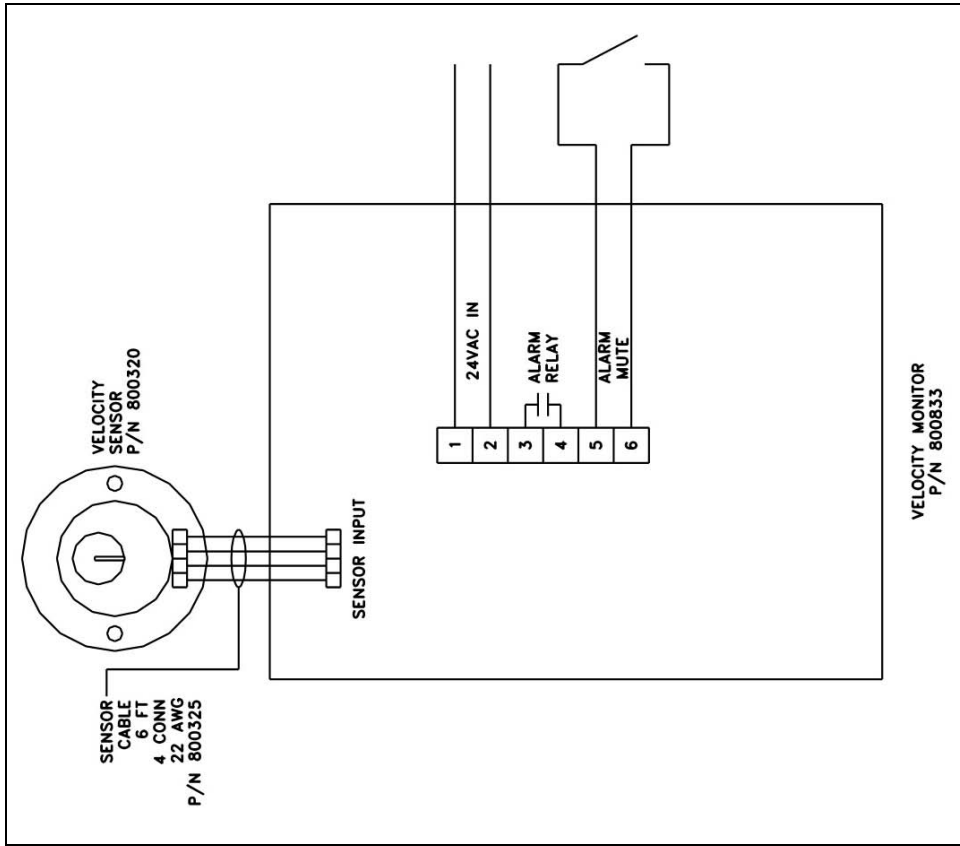 VELOCITY
SENSOR
P/N 800320
SENSOR
CABLE
6 FT
4 CONN
22 AWG
P/N 800325
SENSOR INPUT
24VAC IN
ALARM
RELAY
ALARM
MUTE
1
2
3
4
5
6
VELOCITY MONITOR
P/N 800833